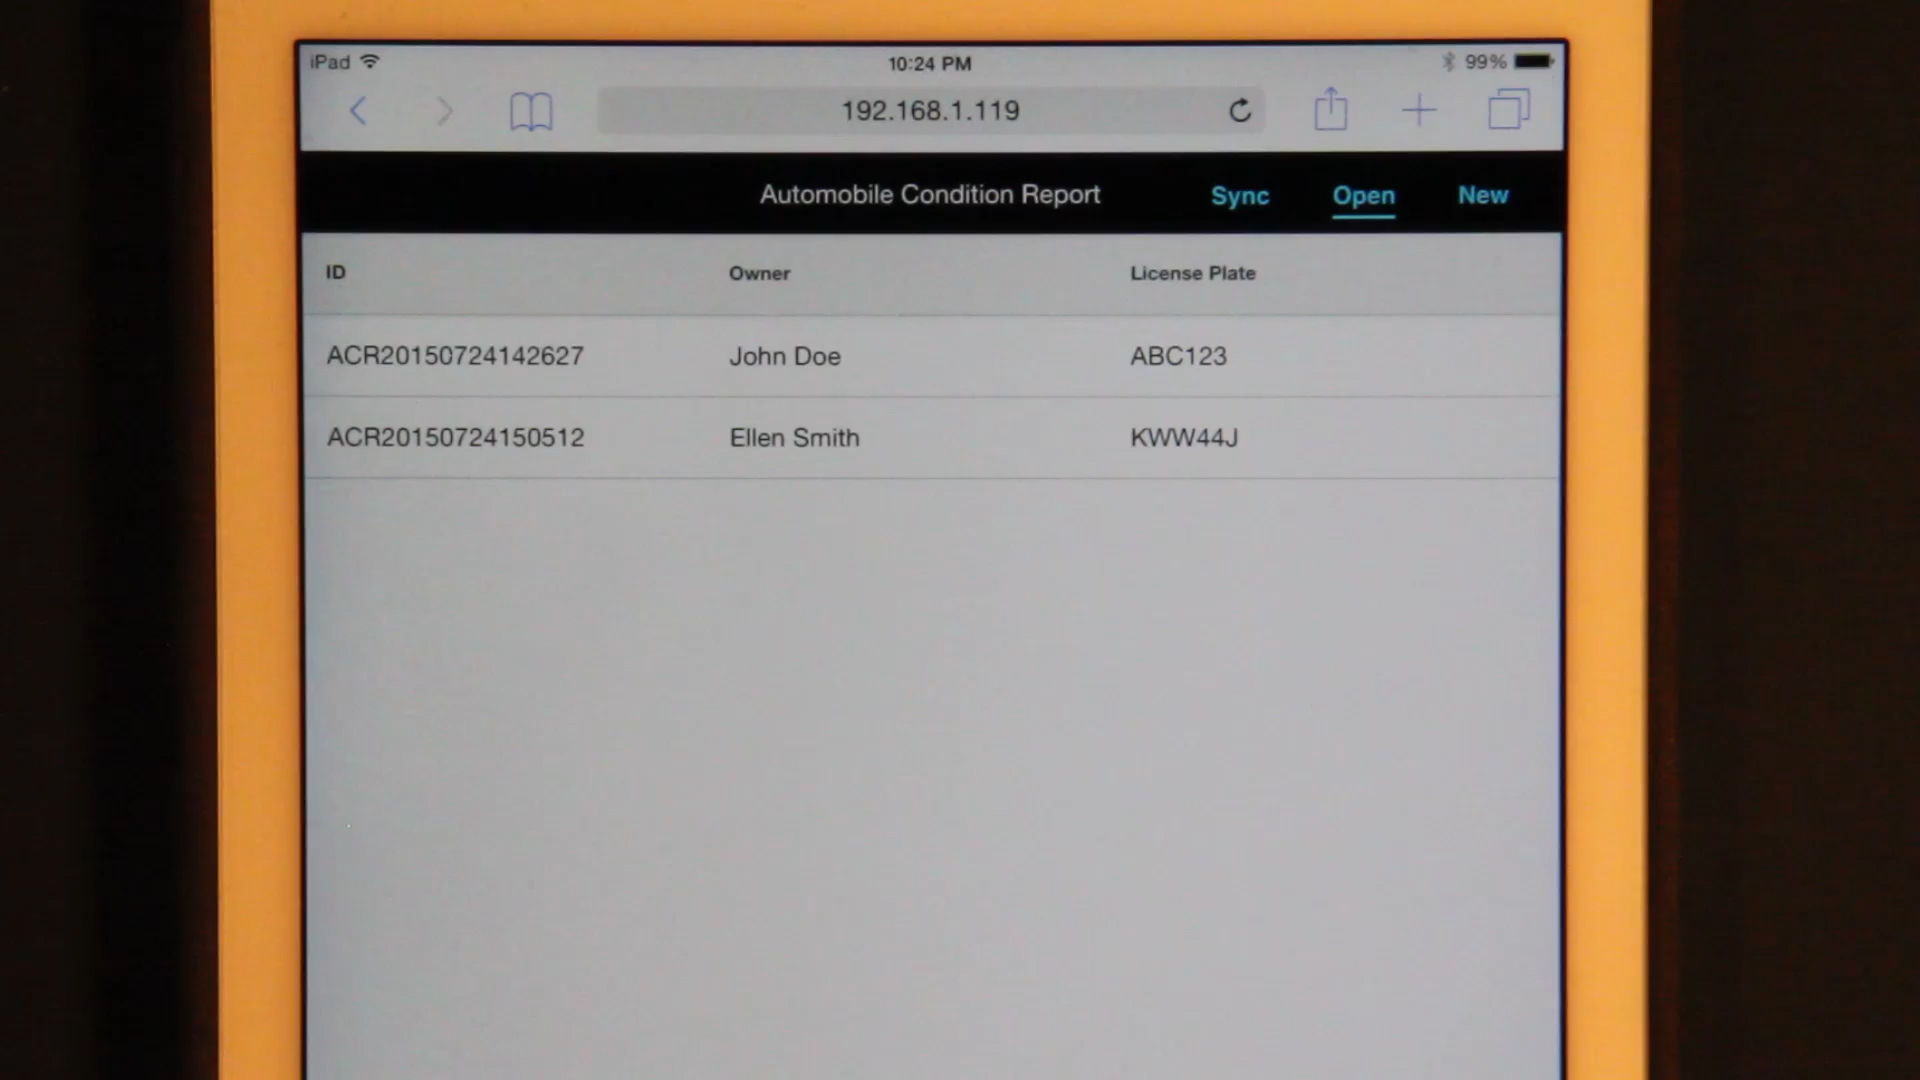 iPad 10:24 PM 99%
192.168.1.119
Automobile Condition Report Sync Open New
ID Owner License Plate
ACR20150724142627 John Doe ABC123
ACR20150724150512 Ellen Smith KWW44J